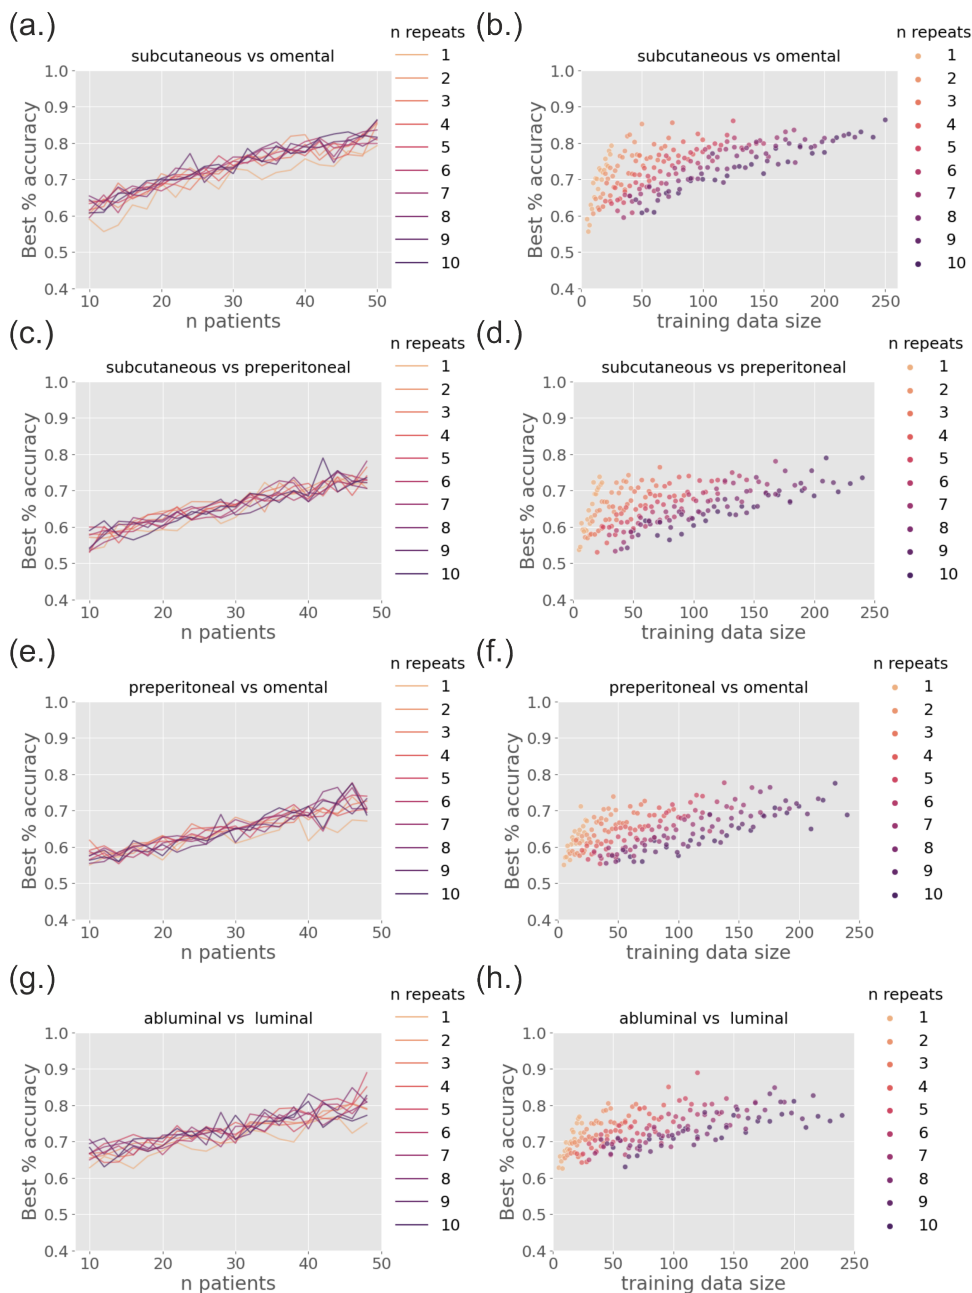 (a.)
subcutaneous vs omental
n repeats
1
2
3
4
5
6
7
8
9
10
Best % accuracy
1.0
0.9
0.8
0.7
0.6
0.5
0.4
10 20 30 40 50
n patients
(b.)
subcutaneous vs omental
n repeats
1
2
3
4
5
6
7
8
9
10
Best % accuracy
1.0
0.9
0.8
0.7
0.6
0.5
0.4
0 50 100 150 200 250
training data size
(c.)
subcutaneous vs preperitoneal
n repeats
1
2
3
4
5
6
7
8
9
10
Best % accuracy
1.0
0.9
0.8
0.7
0.6
0.5
0.4
10 20 30 40 50
n patients
(d.)
subcutaneous vs preperitoneal
n repeats
1
2
3
4
5
6
7
8
9
10
Best % accuracy
1.0
0.9
0.8
0.7
0.6
0.5
0.4
0 50 100 150 200 250
training data size
(e.)
preperitoneal vs omental
n repeats
1
2
3
4
5
6
7
8
9
10
Best % accuracy
1.0
0.9
0.8
0.7
0.6
0.5
0.4
10 20 30 40 50
n patients
(f.)
preperitoneal vs omental
n repeats
1
2
3
4
5
6
7
8
9
10
Best % accuracy
1.0
0.9
0.8
0.7
0.6
0.5
0.4
0 50 100 150 200 250
training data size
(g.)
abluminal vs  luminal
n repeats
1
2
3
4
5
6
7
8
9
10
Best % accuracy
1.0
0.9
0.8
0.7
0.6
0.5
0.4
10 20 30 40 50
n patients
(h.)
abluminal vs  luminal
n repeats
1
2
3
4
5
6
7
8
9
10
Best % accuracy
1.0
0.9
0.8
0.7
0.6
0.5
0.4
0 50 100 150 200 250
training data size